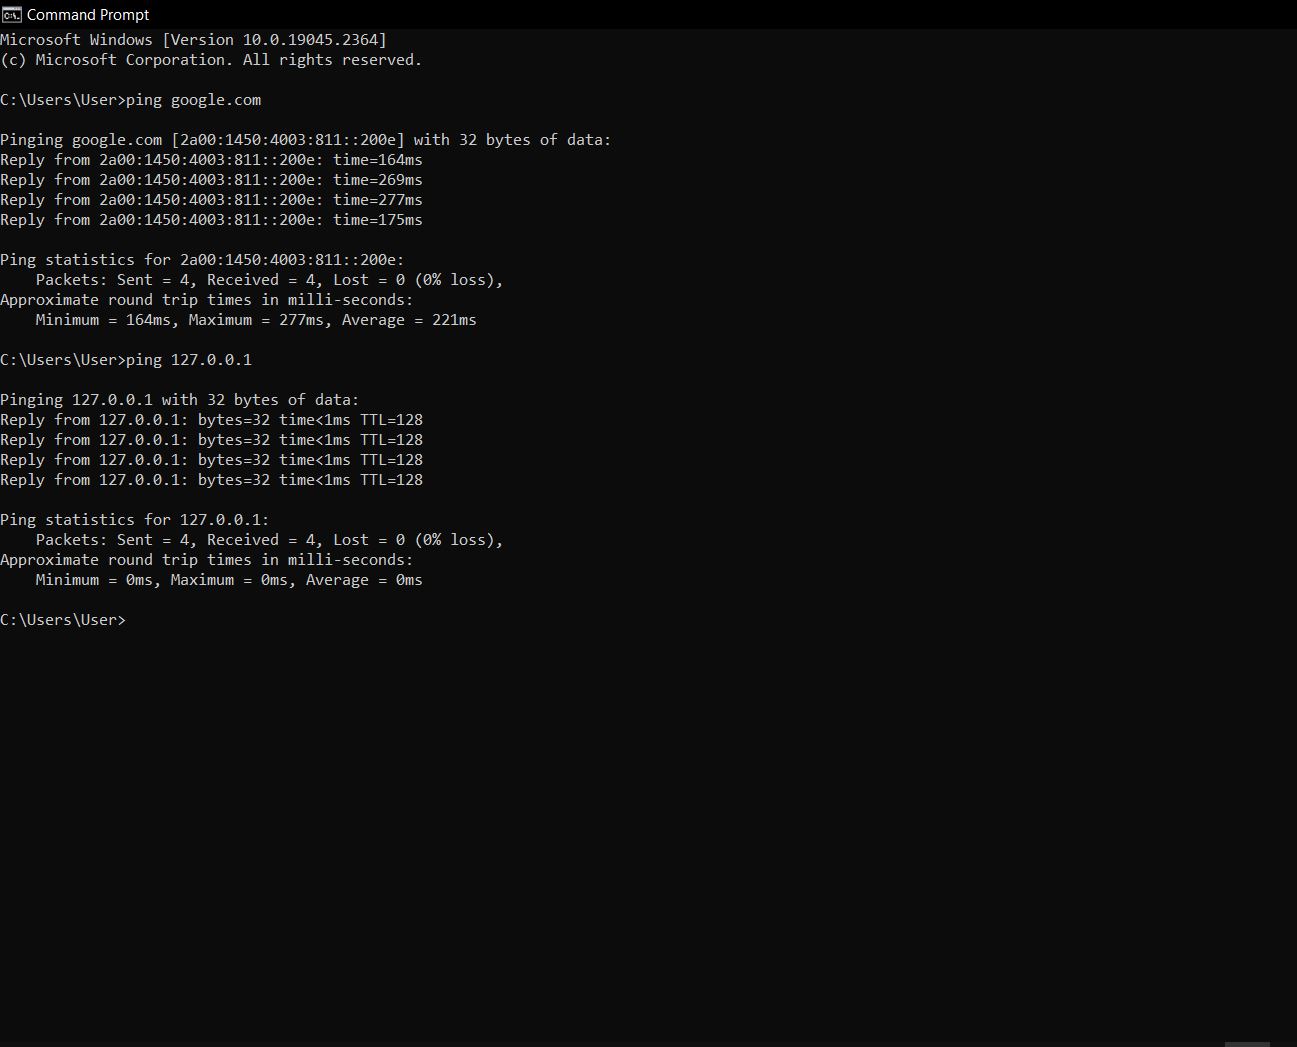 Command Prompt
Microsoft Windows [Version 10.0.19045.2364]
(c) Microsoft Corporation. All rights reserved.
C:\Users\User>ping google.com
Pinging google.com [2a00:1450:4003:811::200e] with 32 bytes of data:
Reply from 2a00:1450:4003:811::200e: time=164ms
Reply from 2a00:1450:4003:811::200e: time=269ms
Reply from 2a00:1450:4003:811::200e: time=277ms
Reply from 2a00:1450:4003:811::200e: time=175ms
Ping statistics for 2a00:1450:4003:811::200e:
    Packets: Sent = 4, Received = 4, Lost = 0 (0% loss),
Approximate round trip times in milli-seconds:
    Minimum = 164ms, Maximum = 277ms, Average = 221ms
C:\Users\User>ping 127.0.0.1
Pinging 127.0.0.1 with 32 bytes of data:
Reply from 127.0.0.1: bytes=32 time<1ms TTL=128
Reply from 127.0.0.1: bytes=32 time<1ms TTL=128
Reply from 127.0.0.1: bytes=32 time<1ms TTL=128
Reply from 127.0.0.1: bytes=32 time<1ms TTL=128
Ping statistics for 127.0.0.1:
    Packets: Sent = 4, Received = 4, Lost = 0 (0% loss),
Approximate round trip times in milli-seconds:
    Minimum = 0ms, Maximum = 0ms, Average = 0ms
C:\Users\User>